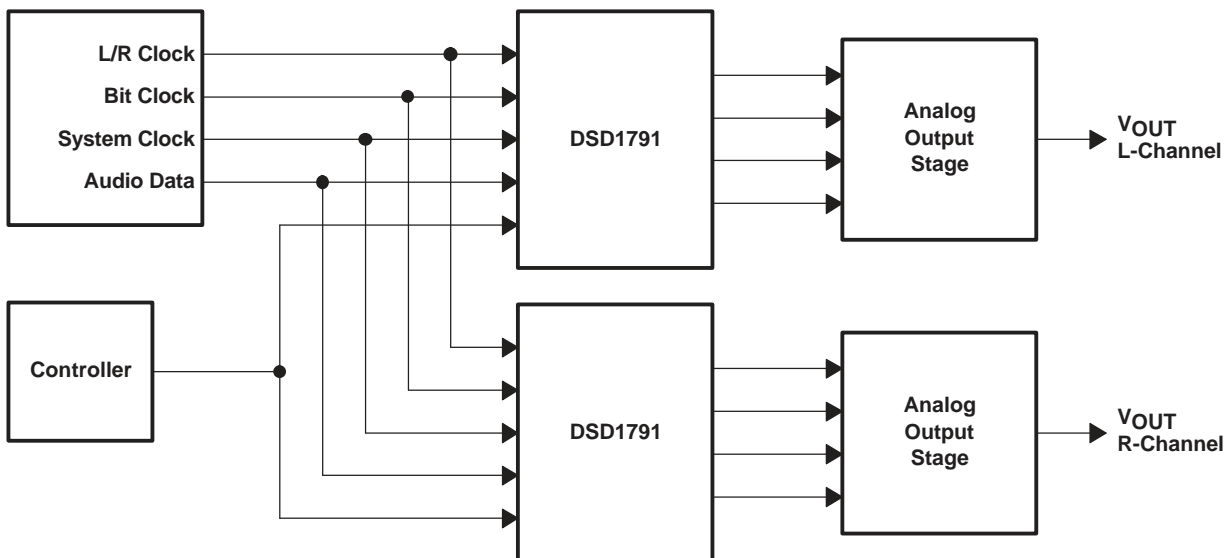 L/R Clock
Bit Clock
System Clock
Audio Data
DSD1791
Analog
Output
Stage
VOUT
L-Channel
Controller
DSD1791
Analog
Output
Stage
VOUT
R-Channel